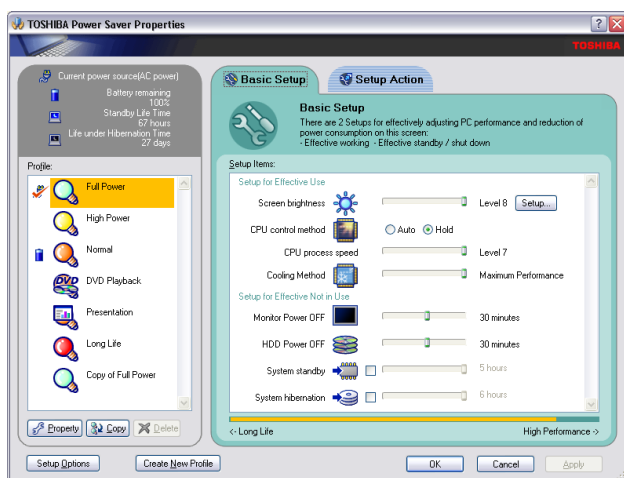 TOSHIBA Power Saver Properties
TOSHIBA
Current power source(AC power)
Battery remaining
100%
Standby Life Time
67 hours
Life under Hibernation Time
27 days
Profile:
Full Power
High Power
Normal
DVD
DVD Playback
Presentation
Long Life
Copy of Full Power
Property
Copy
Delete
Basic Setup
Setup Action
Basic Setup
There are 2 Setups for effectively adjusting PC performance and reduction of
power consumption on this screen:
- Effective working - Effective standby / shut down
Setup Items:
Setup for Effective Use
Screen brightness Level 8 Setup...
CPU control method Auto Hold
CPU process speed Level 7
Cooling Method Maximum Performance
Setup for Effective Not in Use
Monitor Power OFF 30 minutes
HDD Power OFF 30 minutes
System standby 5 hours
System hibernation 6 hours
<- Long Life High Performance ->
Setup Options Create New Profile OK Cancel Apply